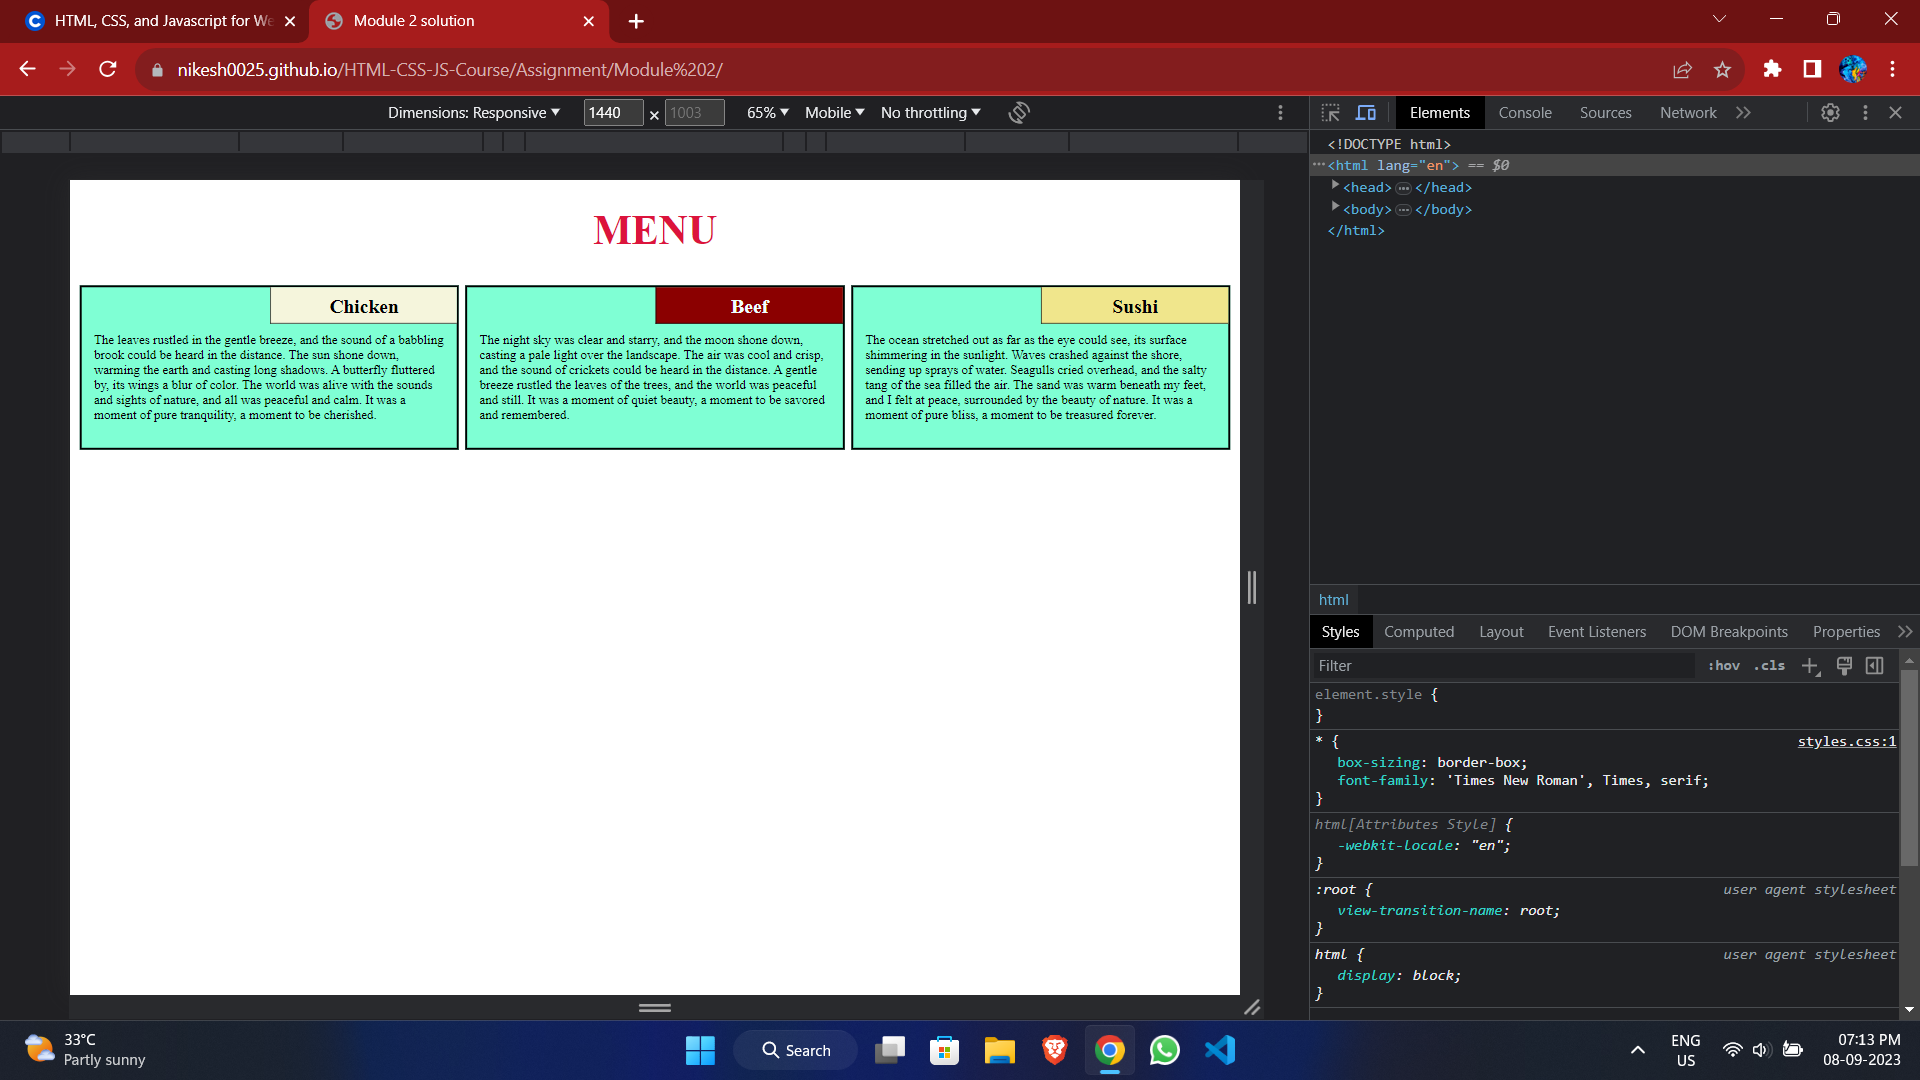 HTML, CSS, and Javascript for We
Module 2 solution
nikesh0025.github.io/HTML-CSS-JS-Course/Assignment/Module%202/
Dimensions: Responsive
1440
×
1003
65%
Mobile
No throttling
MENU
Chicken
The leaves rustled in the gentle breeze, and the sound of a babbling
brook could be heard in the distance. The sun shone down,
warming the earth and casting long shadows. A butterfly fluttered
by, its wings a blur of color. The world was alive with the sounds
and sights of nature, and all was peaceful and calm. It was a
moment of pure tranquility, a moment to be cherished.
Beef
The night sky was clear and starry, and the moon shone down,
casting a pale light over the landscape. The air was cool and crisp,
and the sound of crickets could be heard in the distance. A gentle
breeze rustled the leaves of the trees, and the world was peaceful
and still. It was a moment of quiet beauty, a moment to be savored
and remembered.
Sushi
The ocean stretched out as far as the eye could see, its surface
shimmering in the sunlight. Waves crashed against the shore,
sending up sprays of water. Seagulls cried overhead, and the salty
tang of the sea filled the air. The sand was warm beneath my feet,
and I felt at peace, surrounded by the beauty of nature. It was a
moment of pure bliss, a moment to be treasured forever.
Elements
Console
Sources
Network
<!DOCTYPE html>
<html lang="en"> == $0
<head> ⋯ </head>
<body> ⋯ </body>
</html>
html
Styles
Computed
Layout
Event Listeners
DOM Breakpoints
Properties
Filter
:hov
.cls
element.style {
}
* {
styles.css:1
box-sizing: border-box;
font-family: 'Times New Roman', Times, serif;
}
html[Attributes Style] {
-webkit-locale: "en";
}
:root {
user agent stylesheet
view-transition-name: root;
}
html {
user agent stylesheet
display: block;
}
33°C
Partly sunny
Search
ENG
US
07:13 PM
08-09-2023